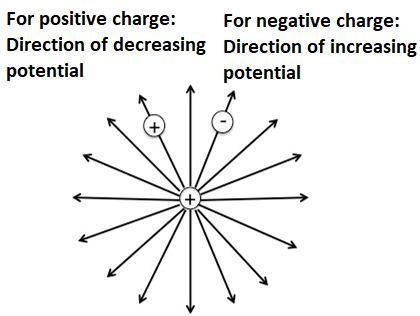 For positive charge:
Direction of decreasing
potential
For negative charge:
Direction of increasing
potential
+
-
+